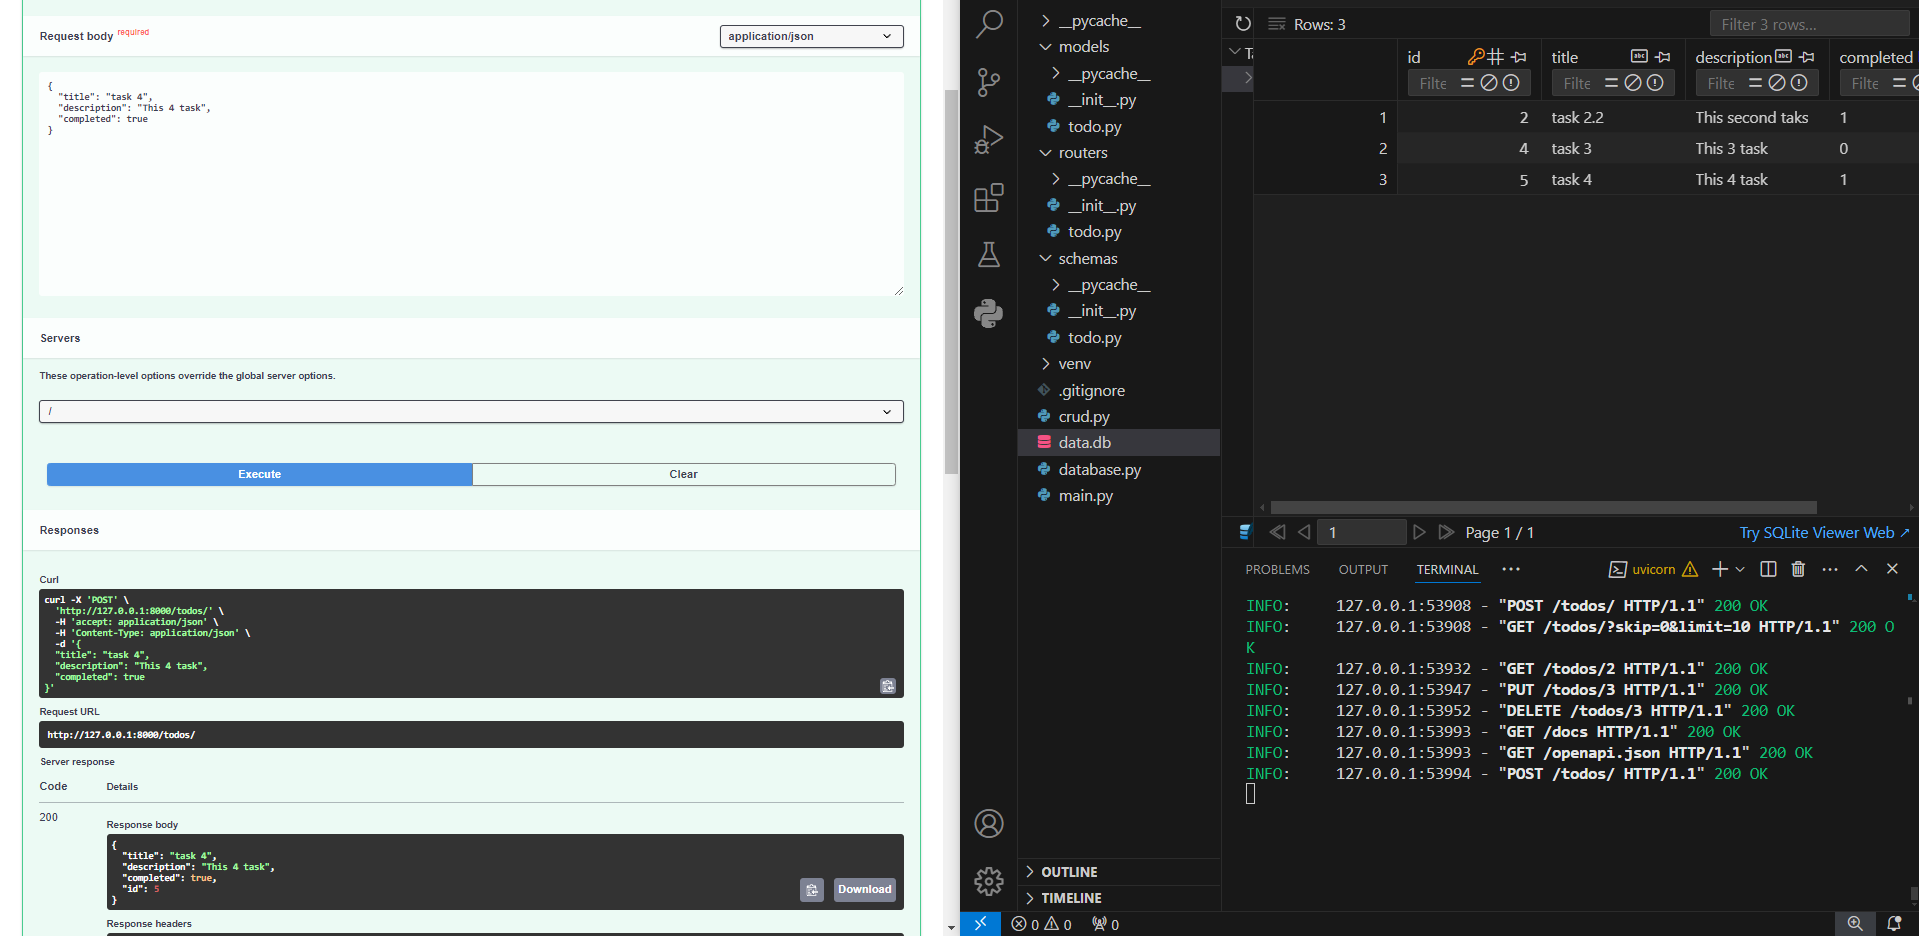 Request body required
application/json
{
  "title": "task 4",
  "description": "This 4 task",
  "completed": true
}
Servers
These operation-level options override the global server options.
/
Execute
Clear
Responses
Curl
curl -X 'POST' \
  'http://127.0.0.1:8000/todos/' \
  -H 'accept: application/json' \
  -H 'Content-Type: application/json' \
  -d '{
  "title": "task 4",
  "description": "This 4 task",
  "completed": true
}'
Request URL
http://127.0.0.1:8000/todos/
Server response
Code Details
200
Response body
{
  "title": "task 4",
  "description": "This 4 task",
  "completed": true,
  "id": 5
}
Download
Response headers
__pycache__
models
__pycache__
__init__.py
todo.py
routers
__pycache__
__init__.py
todo.py
schemas
__pycache__
__init__.py
todo.py
venv
.gitignore
crud.py
data.db
database.py
main.py
OUTLINE
TIMELINE
0 0 0
Rows: 3
Filter 3 rows...
id title description completed
Filte Filte Filte Filte
1 2 task 2.2 This second taks 1
2 4 task 3 This 3 task 0
3 5 task 4 This 4 task 1
1 Page 1 / 1
Try SQLite Viewer Web
PROBLEMS OUTPUT TERMINAL
uvicorn
INFO: 127.0.0.1:53908 - "POST /todos/ HTTP/1.1" 200 OK
INFO: 127.0.0.1:53908 - "GET /todos/?skip=0&limit=10 HTTP/1.1" 200 O
K
INFO: 127.0.0.1:53932 - "GET /todos/2 HTTP/1.1" 200 OK
INFO: 127.0.0.1:53947 - "PUT /todos/3 HTTP/1.1" 200 OK
INFO: 127.0.0.1:53952 - "DELETE /todos/3 HTTP/1.1" 200 OK
INFO: 127.0.0.1:53993 - "GET /docs HTTP/1.1" 200 OK
INFO: 127.0.0.1:53993 - "GET /openapi.json HTTP/1.1" 200 OK
INFO: 127.0.0.1:53994 - "POST /todos/ HTTP/1.1" 200 OK